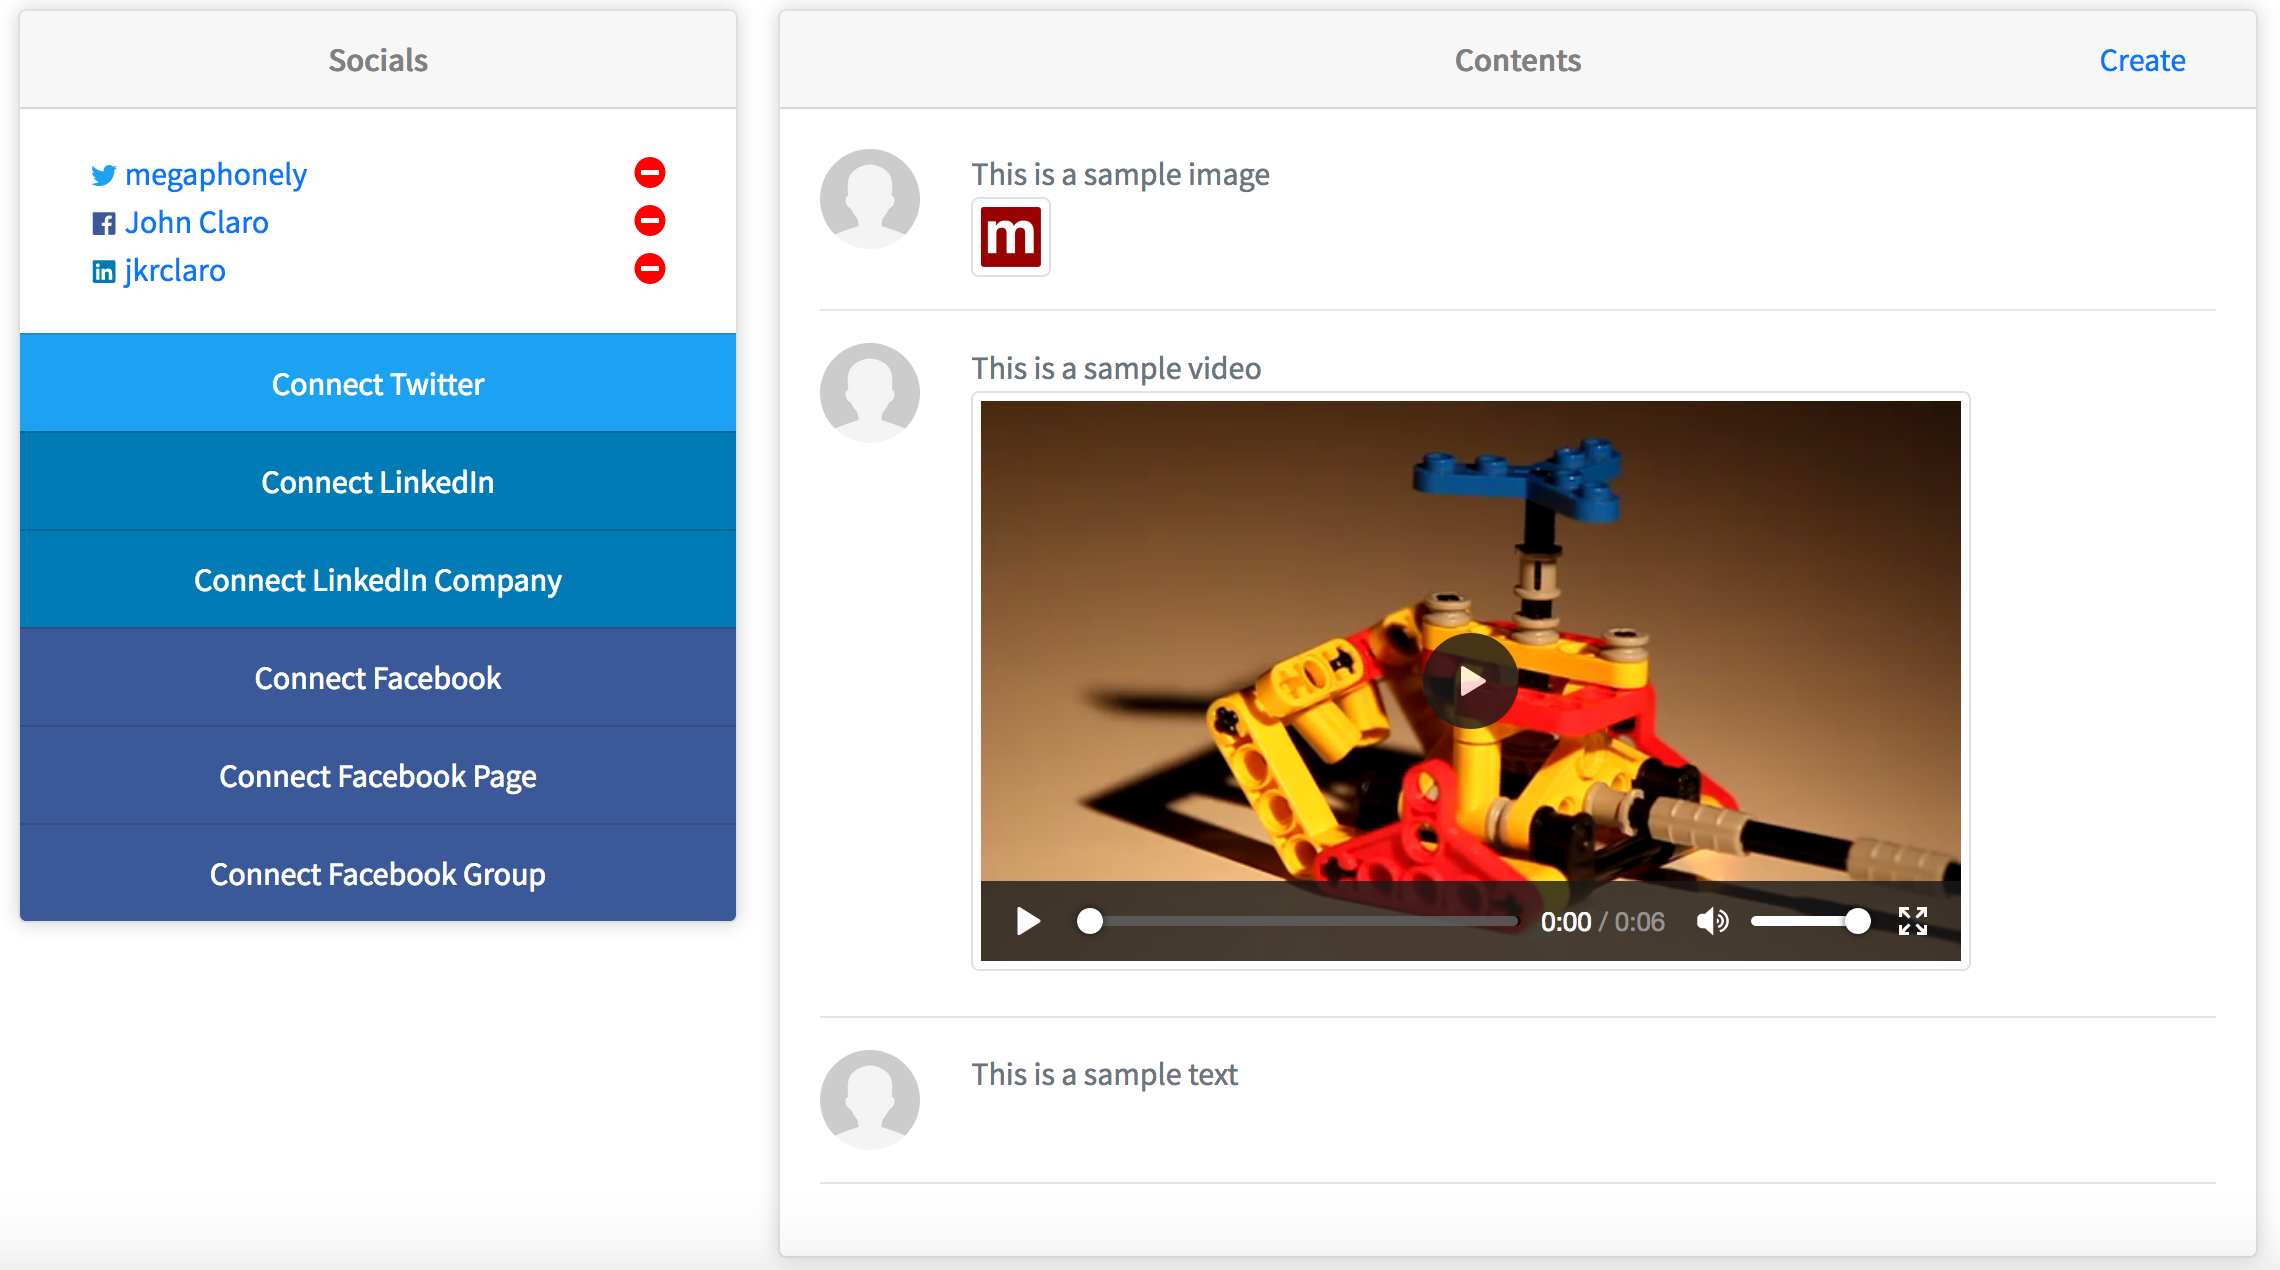 Socials
megaphonely
John Claro
in jkrclaro
Connect Twitter
Connect LinkedIn
Connect LinkedIn Company
Connect Facebook
Connect Facebook Page
Connect Facebook Group
Contents
Create
This is a sample image
m
This is a sample video
0:00 / 0:06
This is a sample text